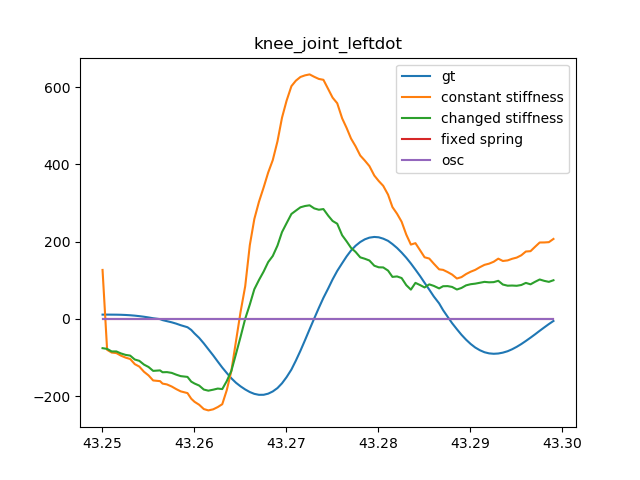 knee_joint_leftdot
gt
constant stiffness
changed stiffness
fixed spring
osc
600
400
200
0
−200
43.25 43.26 43.27 43.28 43.29 43.30